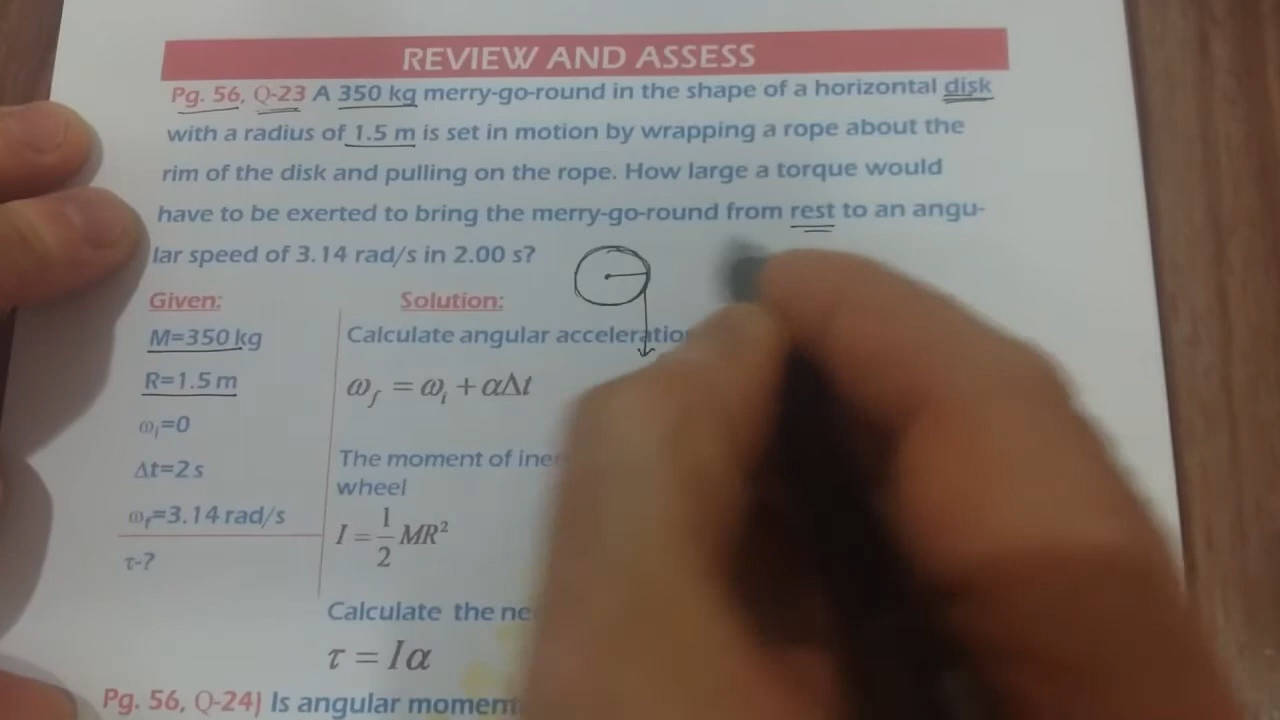 REVIEW AND ASSESS
Pg. 56, Q-23 A 350 kg merry-go-round in the shape of a horizontal disk
with a radius of 1.5 m is set in motion by wrapping a rope about the
rim of the disk and pulling on the rope. How large a torque would
have to be exerted to bring the merry-go-round from rest to an angu-
lar speed of 3.14 rad/s in 2.00 s?
Given:
M=350 kg
R=1.5 m
ωi=0
Δt=2 s
ωf=3.14 rad/s
τ-?
Solution:
Calculate angular
ωf = ωi + αΔt
The moment of
wheel
I = 1/2 MR²
Calculate the
τ = Iα
Pg. 56, Q-24) Is angular